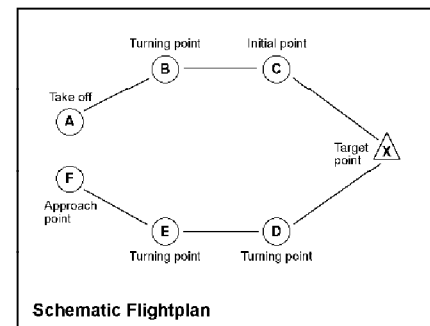 Turning point
Initial point
B
C
Take off
A
Target
point
X
F
Approach
point
E
D
Turning point
Turning point
Schematic Flightplan